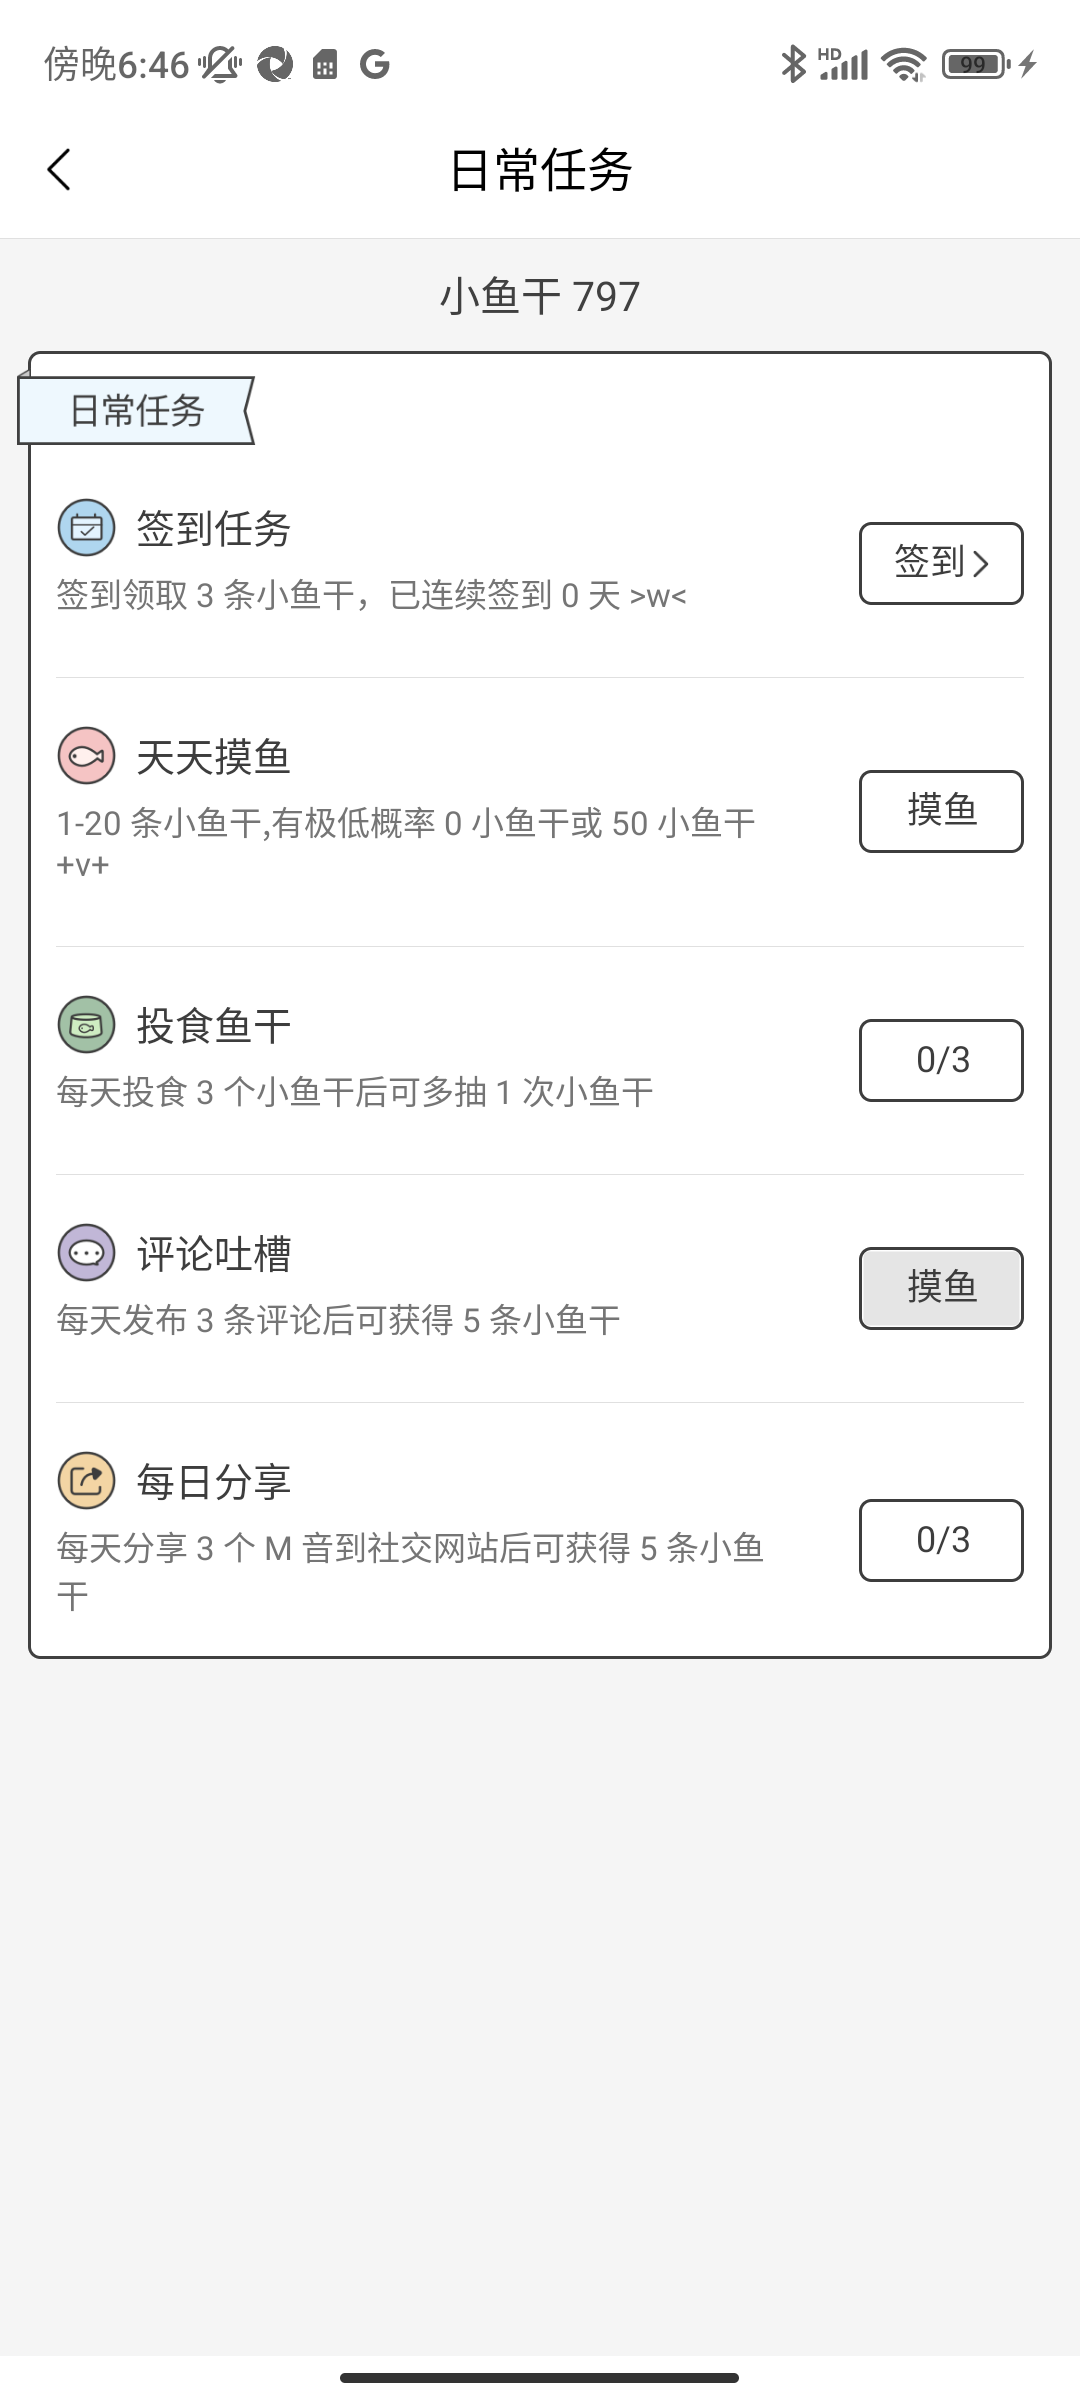 傍晚6:46 HD 99
日常任务
小鱼干 797
日常任务
签到任务
签到领取 3 条小鱼干，已连续签到 0 天 >w<
签到
天天摸鱼
1-20 条小鱼干,有极低概率 0 小鱼干或 50 小鱼干
+v+
摸鱼
投食鱼干
每天投食 3 个小鱼干后可多抽 1 次小鱼干
0/3
评论吐槽
每天发布 3 条评论后可获得 5 条小鱼干
摸鱼
每日分享
每天分享 3 个 M 音到社交网站后可获得 5 条小鱼
干
0/3